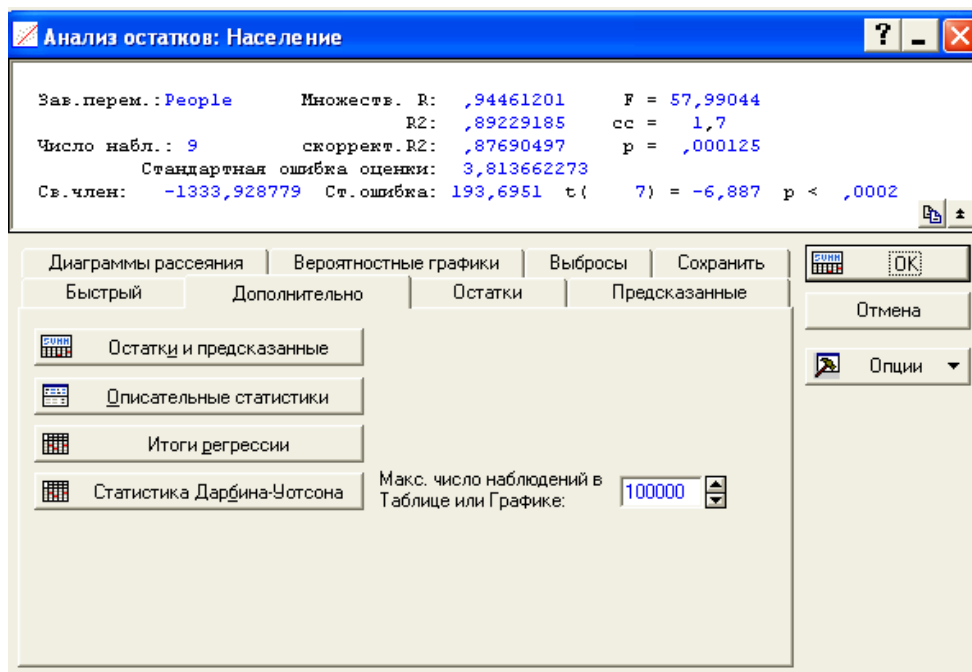 Анализ остатков: Население
Зав.перем.:People Множеств. R: ,94461201 F = 57,99044
R2: ,89229185 сс = 1,7
Число набл.: 9 скоррект.R2: ,87690497 p = ,000125
Стандартная ошибка оценки: 3,813662273
Св.член: -1333,928779 Ст.ошибка: 193,6951 t( 7) = -6,887 p < ,0002
Диаграммы рассеяния Вероятностные графики Выбросы Сохранить
Быстрый Дополнительно Остатки Предсказанные
SUMM OK
Отмена
Опции
SUMM Остатки и предсказанные
Описательные статистики
Итоги регрессии
Статистика Дарбина-Уотсона
Макс. число наблюдений в
Таблице или Графике: 100000